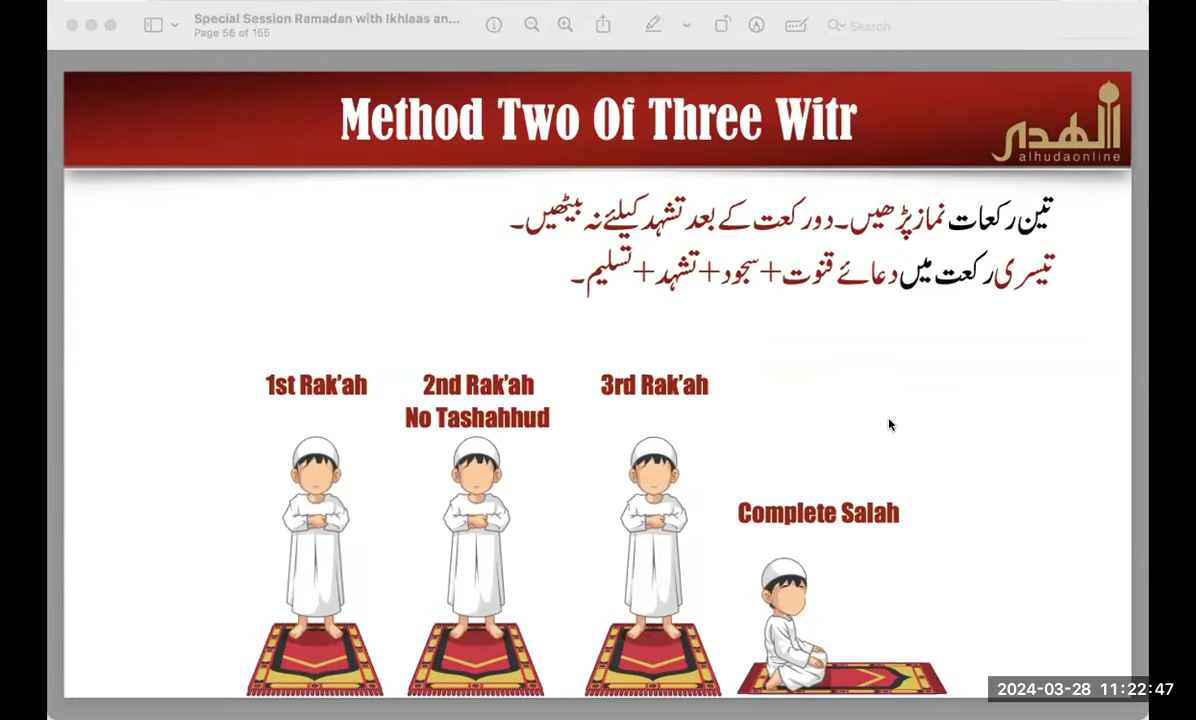 Special Session Ramadan with Ikhlaas an...
Page 56 of 155
Search
Method Two Of Three Witr
الهدى
alhudaonline
تین رکعات نماز پڑھیں۔ دو رکعت کے بعد تشہد کیلئے نہ بیٹھیں۔
تیسری رکعت میں دعائے قنوت+سجود+تشہد+تسلیم۔
1st Rak’ah
2nd Rak’ah
No Tashahhud
3rd Rak’ah
Complete Salah
2024-03-28 11:22:47